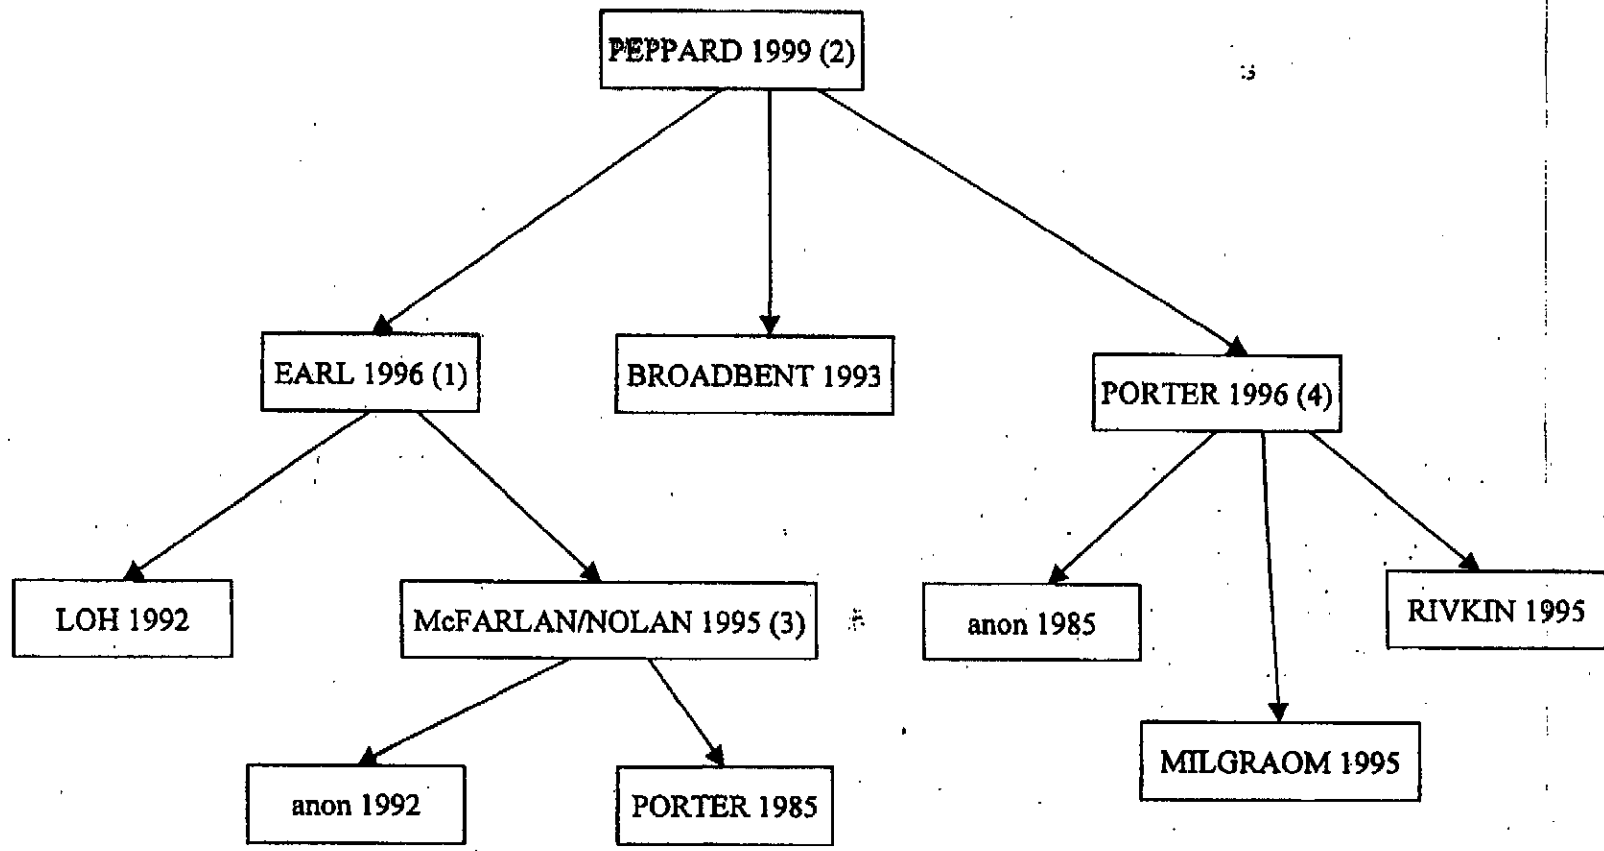 PEPPARD 1999 (2)
EARL 1996 (1)
BROADBENT 1993
PORTER 1996 (4)
LOH 1992
McFARLAN/NOLAN 1995 (3)
anon 1985
RIVKIN 1995
anon 1992
PORTER 1985
MILGRAOM 1995